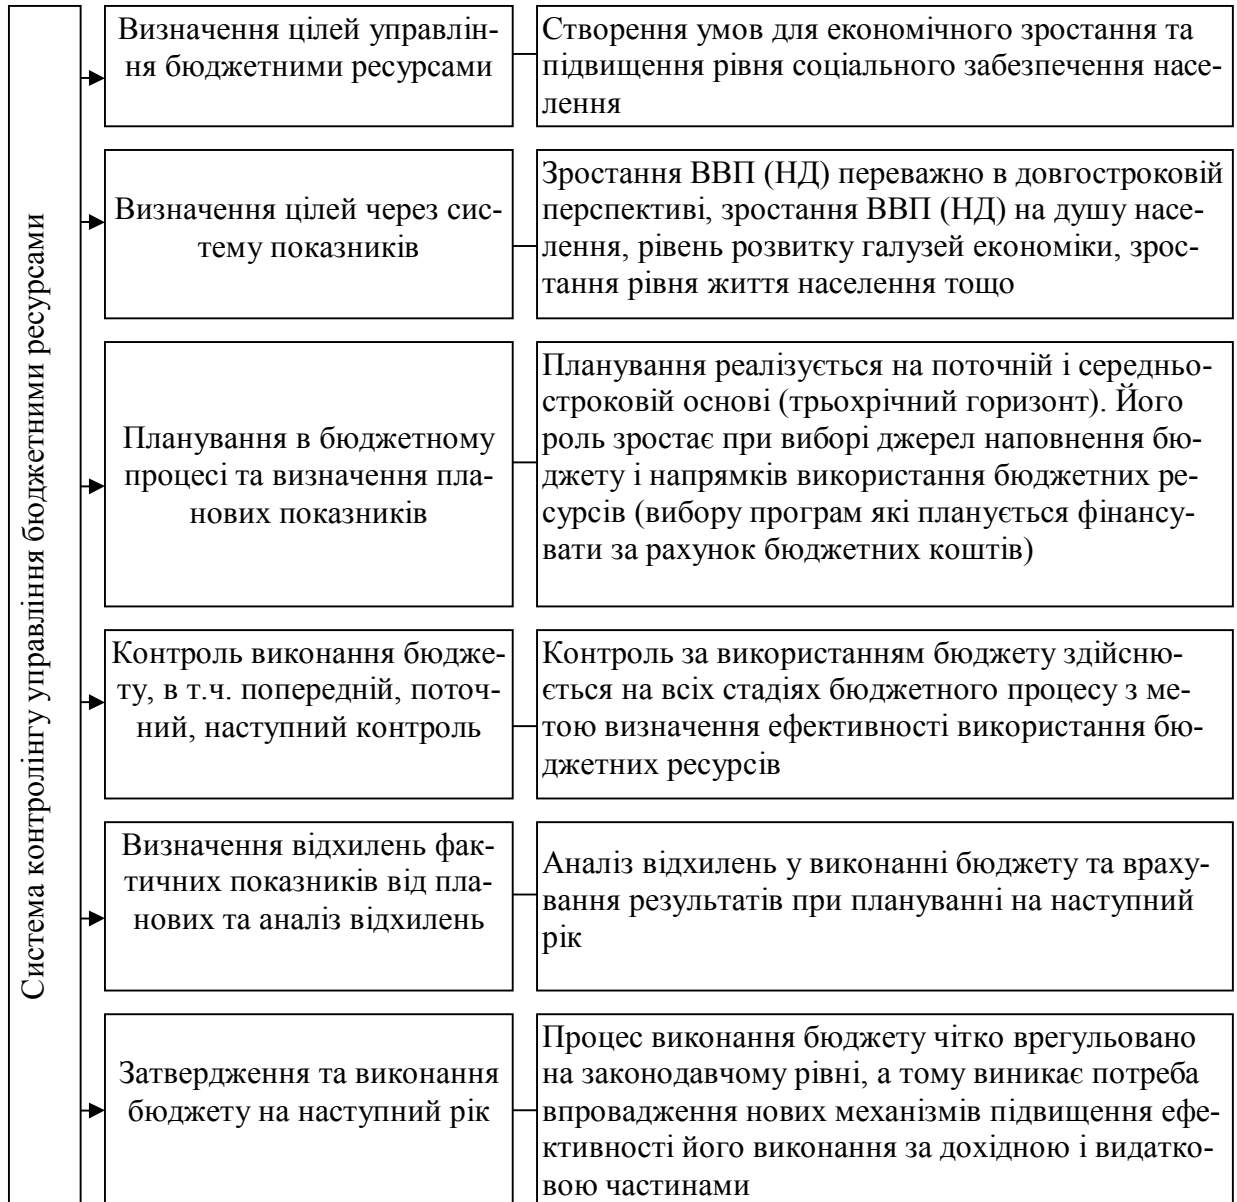 Система контролінгу управління бюджетними ресурсами
Визначення цілей управлін-
ня бюджетними ресурсами
Створення умов для економічного зростання та
підвищення рівня соціального забезпечення насе-
лення
Визначення цілей через сис-
тему показників
Зростання ВВП (НД) переважно в довгостроковій
перспективі, зростання ВВП (НД) на душу насе-
лення, рівень розвитку галузей економіки, зрос-
тання рівня життя населення тощо
Планування в бюджетному
процесі та визначення пла-
нових показників
Планування реалізується на поточній і середньо-
строковій основі (трьохрічний горизонт). Його
роль зростає при виборі джерел наповнення бю-
джету і напрямків використання бюджетних ре-
сурсів (вибору програм які планується фінансу-
вати за рахунок бюджетних коштів)
Контроль виконання бюдже-
ту, в т.ч. попередній, поточ-
ний, наступний контроль
Контроль за використанням бюджету здійсню-
ється на всіх стадіях бюджетного процесу з ме-
тою визначення ефективності використання бю-
джетних ресурсів
Визначення відхилень фак-
тичних показників від пла-
нових та аналіз відхилень
Аналіз відхилень у виконанні бюджету та враху-
вання результатів при плануванні на наступний
рік
Затвердження та виконання
бюджету на наступний рік
Процес виконання бюджету чітко врегульовано
на законодавчому рівні, а тому виникає потреба
впровадження нових механізмів підвищення ефе-
ктивності його виконання за дохідною і видатко-
вою частинами